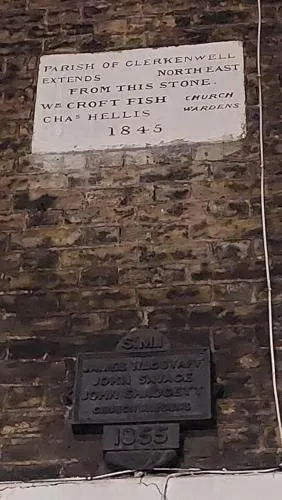 PARISH OF CLERKENWELL
EXTENDS NORTH EAST
FROM THIS STONE.
Wm CROFT FISH CHURCH
CHAs HELLIS WARDENS
1845
S.M.I
JAMES
JOHN SAVAGE
JOHN
CHURCH WARDENS
1855